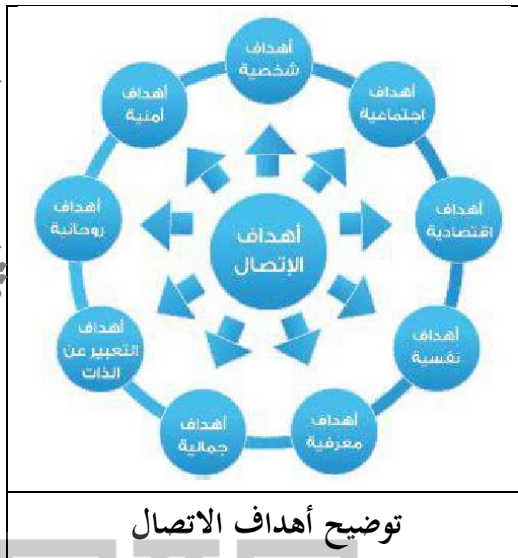 أهداف
شخصية
أهداف
اجتماعية
أهداف
اقتصادية
أهداف
نفسية
أهداف
معرفية
أهداف
جمالية
أهداف
التعبير عن
الذات
أهداف
روحانية
أهداف
أمنية
أهداف
الإتصال
توضيح أهداف الاتصال